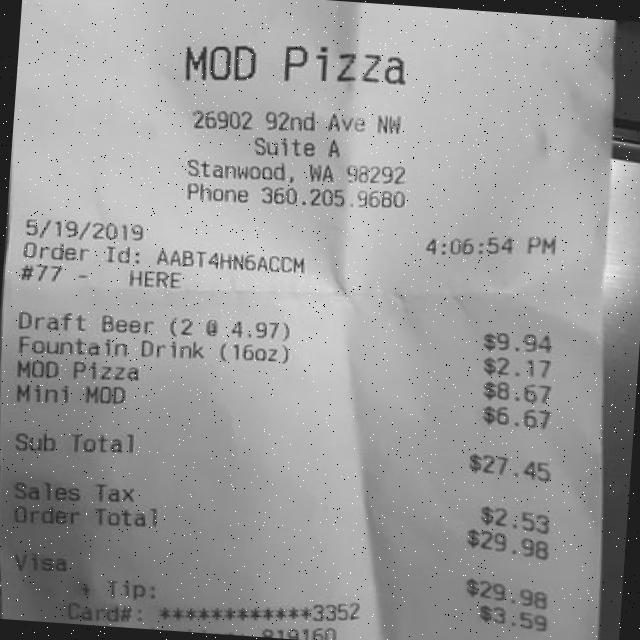 MOD Pizza
26902 92nd Ave NW
Suite A
Stanwood, WA 98292
Phone 360.205.9680
5/19/2019 4:06:54 PM
Order Id: AABT4HN6ACCM
#77 - HERE
Draft Beer (2 @ 4.97) $9.94
Fountain Drink (16oz) $2.17
MOD Pizza $8.67
Mini MOD $6.67
Sub Total $27.45
Sales Tax $2.53
Order Total $29.98
Visa $29.98
+ Tip: $3.59
Card#: ************3352
819160